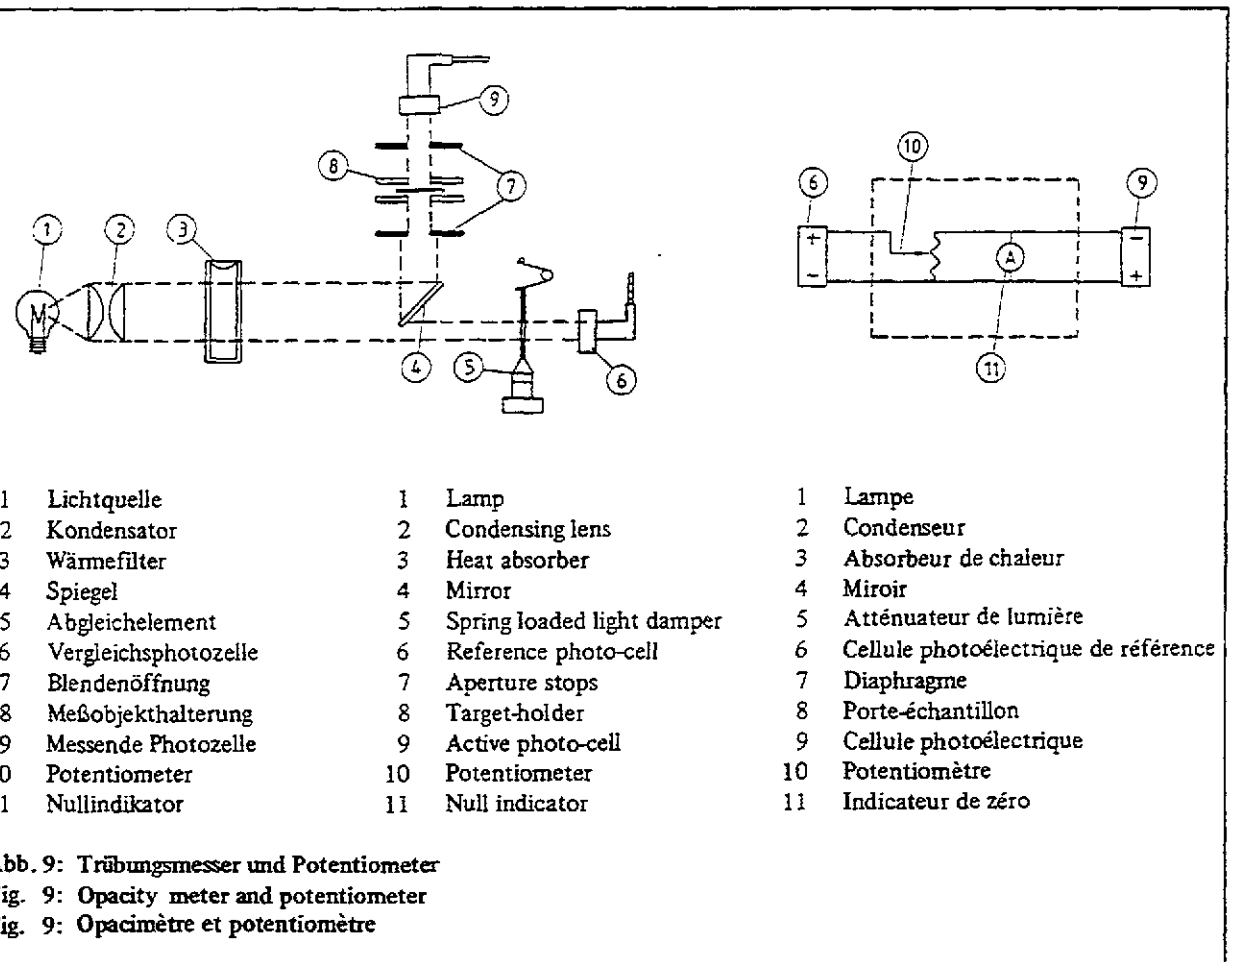 9
8
7
10
6
9
1
2
3
+
−
−
+
A
4
5
6
11
1 Lichtquelle
2 Kondensator
3 Wärmefilter
4 Spiegel
5 Abgleichelement
6 Vergleichsphotozelle
7 Blendenöffnung
8 Meßobjekthalterung
9 Messende Photozelle
0 Potentiometer
1 Nullindikator
1 Lamp
2 Condensing lens
3 Heat absorber
4 Mirror
5 Spring loaded light damper
6 Reference photo-cell
7 Aperture stops
8 Target-holder
9 Active photo-cell
10 Potentiometer
11 Null indicator
1 Lampe
2 Condenseur
3 Absorbeur de chaleur
4 Miroir
5 Atténuateur de lumière
6 Cellule photoélectrique de référence
7 Diaphragme
8 Porte-échantillon
9 Cellule photoélectrique
10 Potentiomètre
11 Indicateur de zéro
bb. 9: Trübungsmesser und Potentiometer
ig. 9: Opacity meter and potentiometer
ig. 9: Opacimètre et potentiomètre